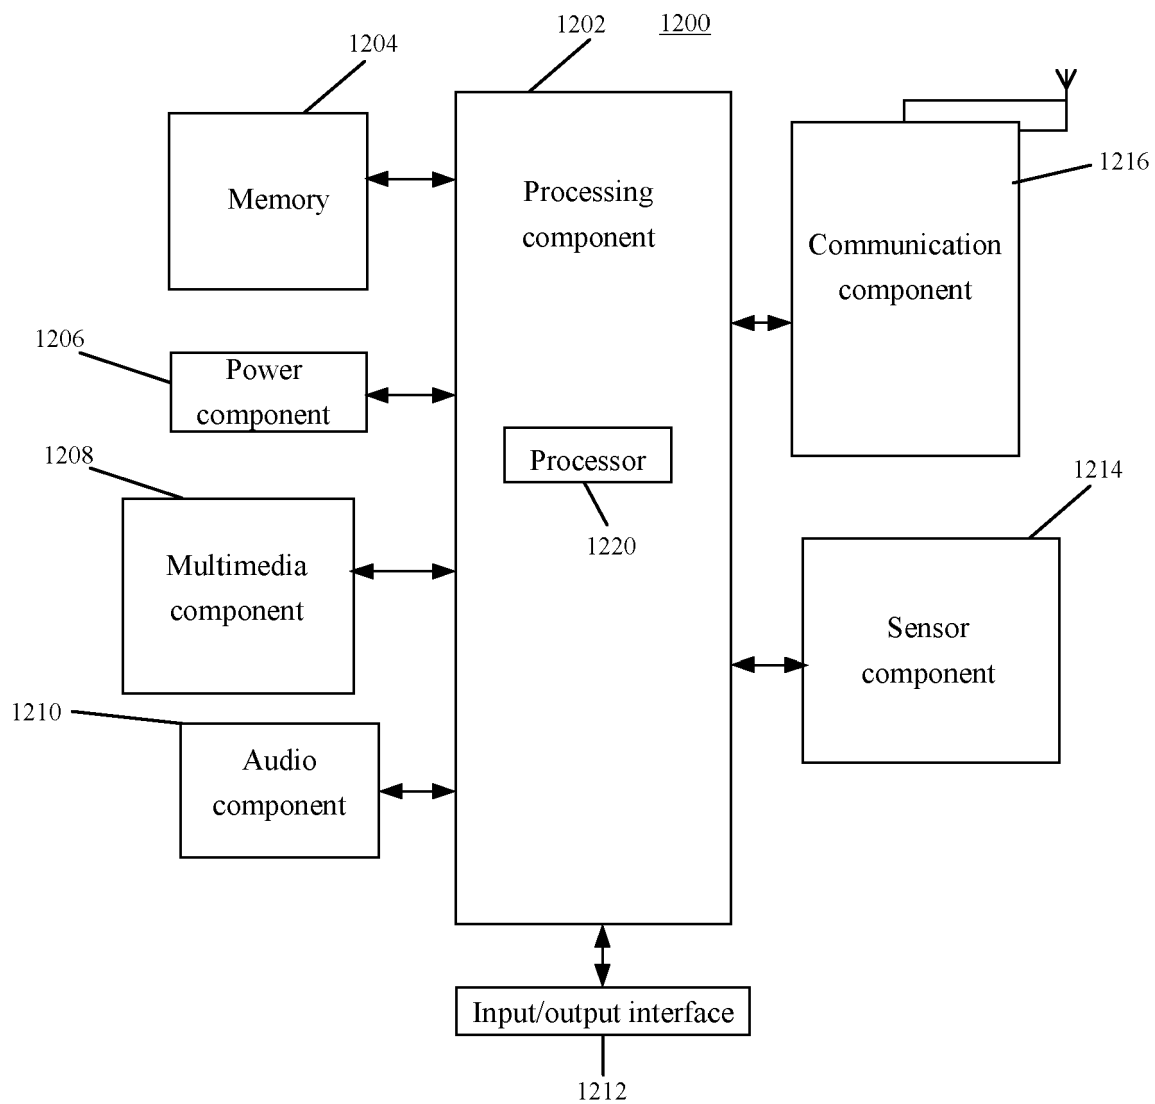 1202
1200
1204
Memory
Processing
component
1216
Communication
component
1206
Power
component
1208
Processor
1220
1214
Multimedia
component
Sensor
component
1210
Audio
component
Input/output interface
1212